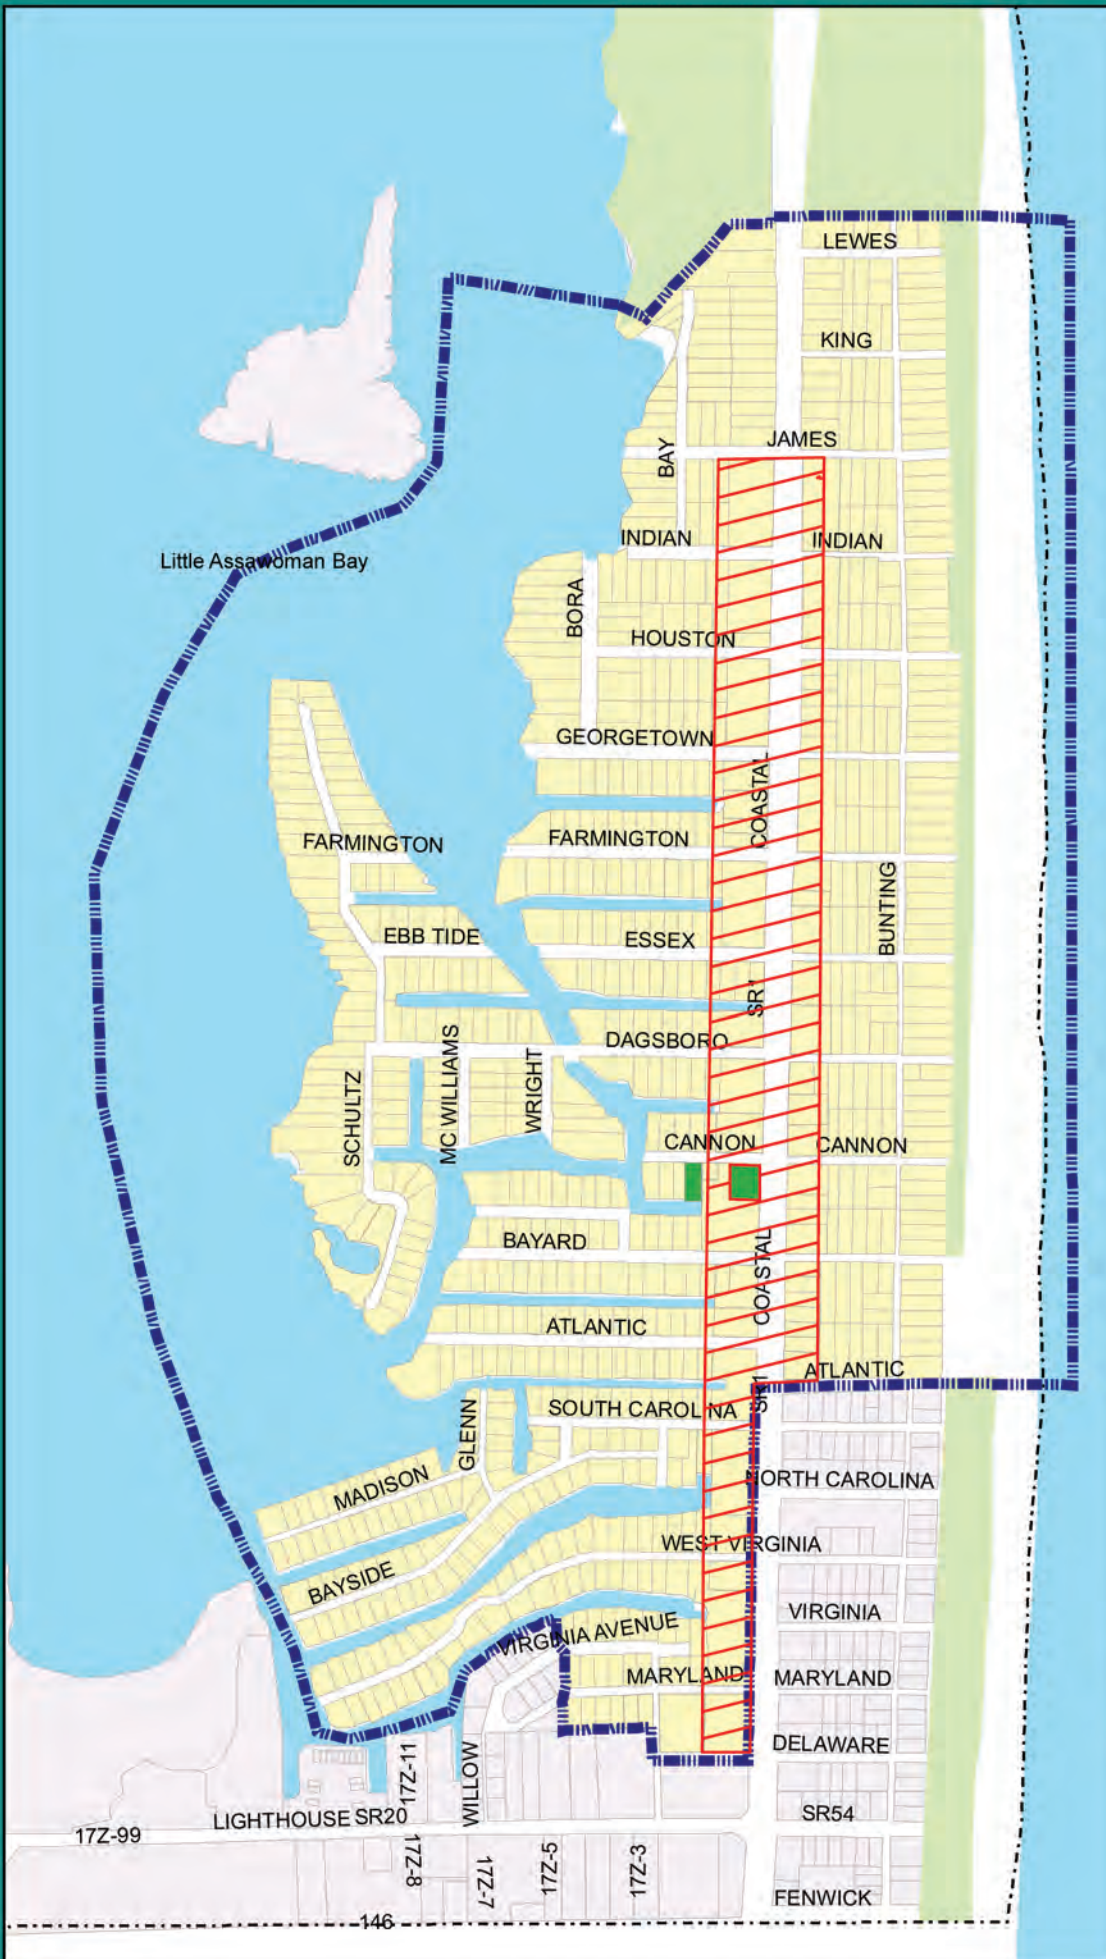 LEWES
KING
JAMES
BAY
INDIAN
INDIAN
Little Assawoman Bay
BORA
HOUSTON
GEORGETOWN
COASTAL
FARMINGTON
FARMINGTON
BUNTING
EBB TIDE
ESSEX
SR1
DAGSBORO
MC WILLIAMS
WRIGHT
SCHULTZ
CANNON
CANNON
BAYARD
COASTAL
ATLANTIC
ATLANTIC
SR1
SOUTH CAROLINA
GLENN
MADISON
NORTH CAROLINA
WEST VIRGINIA
BAYSIDE
VIRGINIA
VIRGINIA AVENUE
MARYLAND
MARYLAND
DELAWARE
17Z-11
WILLOW
LIGHTHOUSE SR20
SR54
17Z-99
17Z-8
17Z-7
17Z-5
17Z-3
FENWICK
146